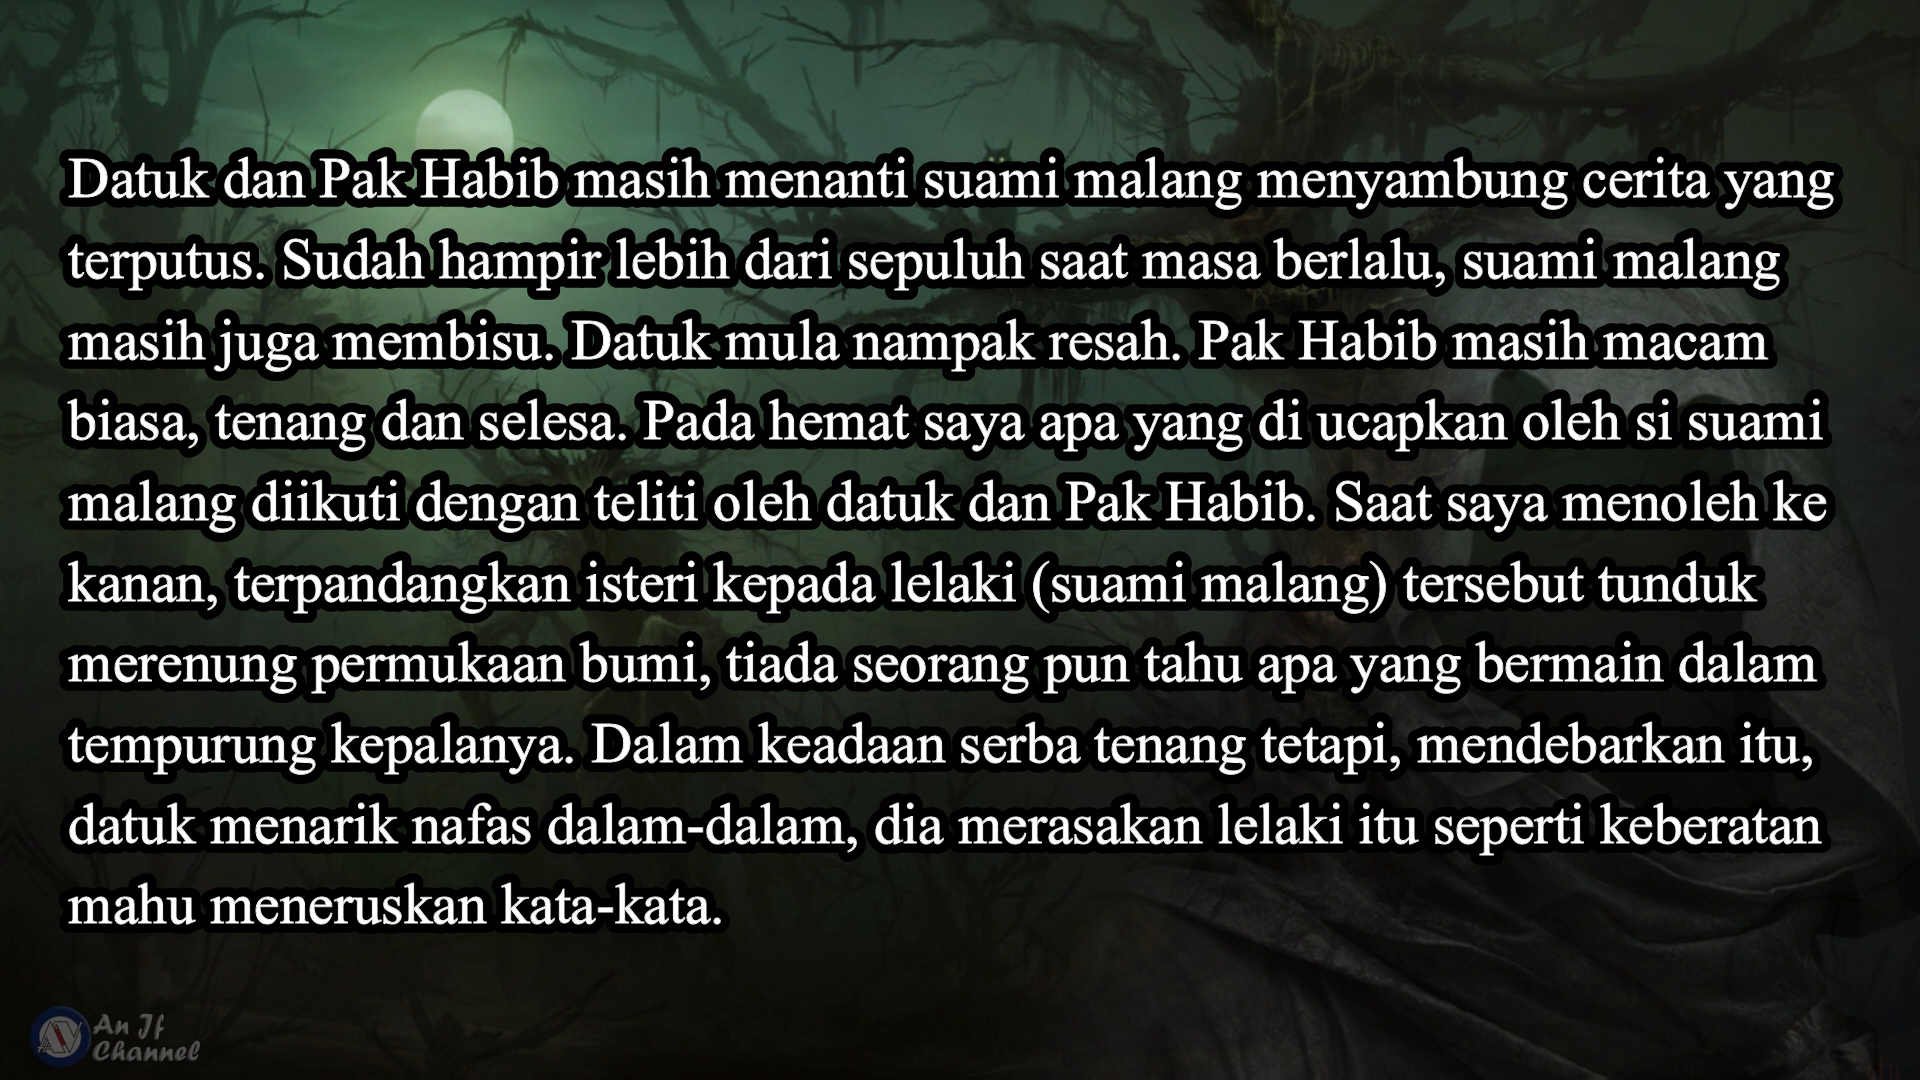 Datuk dan Pak Habib masih menanti suami malang menyambung cerita yang
terputus. Sudah hampir lebih dari sepuluh saat masa berlalu, suami malang
masih juga membisu. Datuk mula nampak resah. Pak Habib masih macam
biasa, tenang dan selesa. Pada hemat saya apa yang di ucapkan oleh si suami
malang diikuti dengan teliti oleh datuk dan Pak Habib. Saat saya menoleh ke
kanan, terpandangkan isteri kepada lelaki (suami malang) tersebut tunduk
merenung permukaan bumi, tiada seorang pun tahu apa yang bermain dalam
tempurung kepalanya. Dalam keadaan serba tenang tetapi, mendebarkan itu,
datuk menarik nafas dalam-dalam, dia merasakan lelaki itu seperti keberatan
mahu meneruskan kata-kata.
An If
Channel